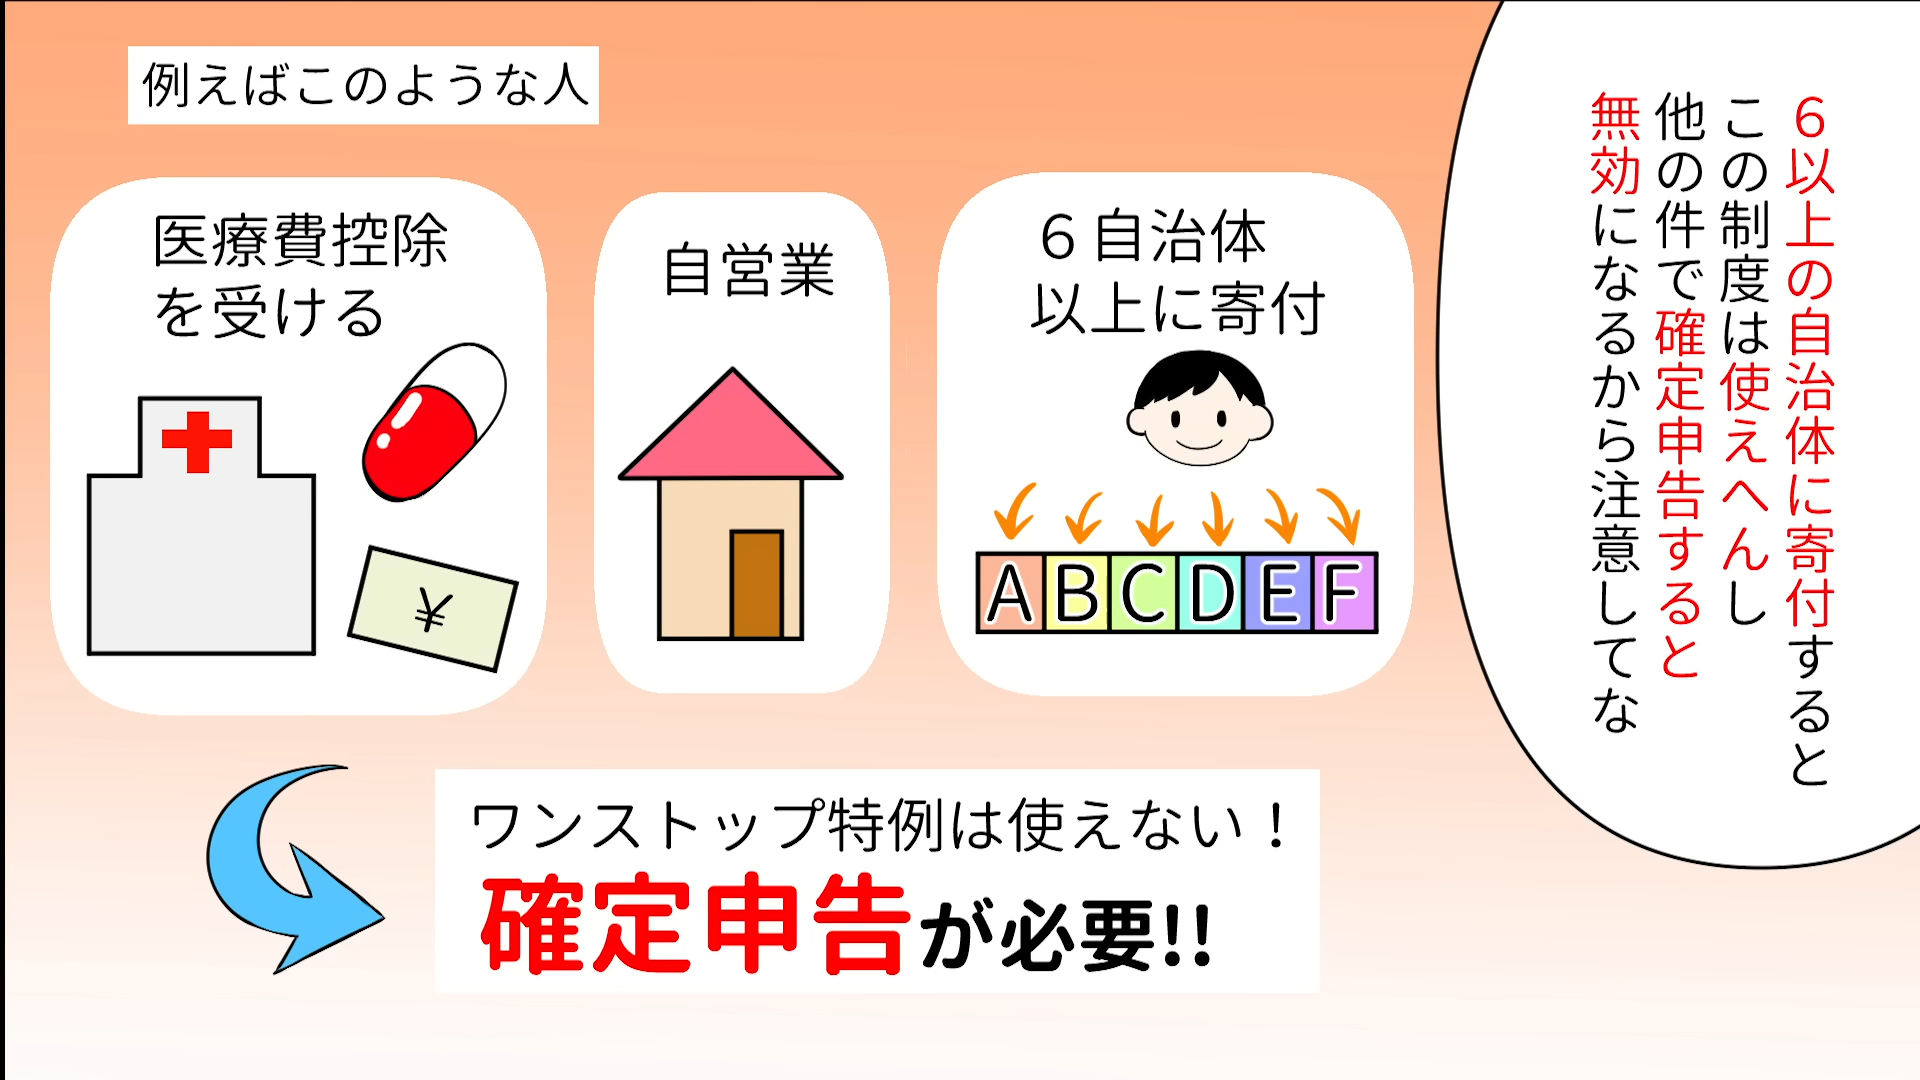 例えばこのような人
医療費控除
を受ける
¥
自営業
6自治体
以上に寄付
A B C D E F
6以上の自治体に寄付すると
この制度は使えへんし
他の件で確定申告すると
無効になるから注意してな
ワンストップ特例は使えない！
確定申告が必要!!